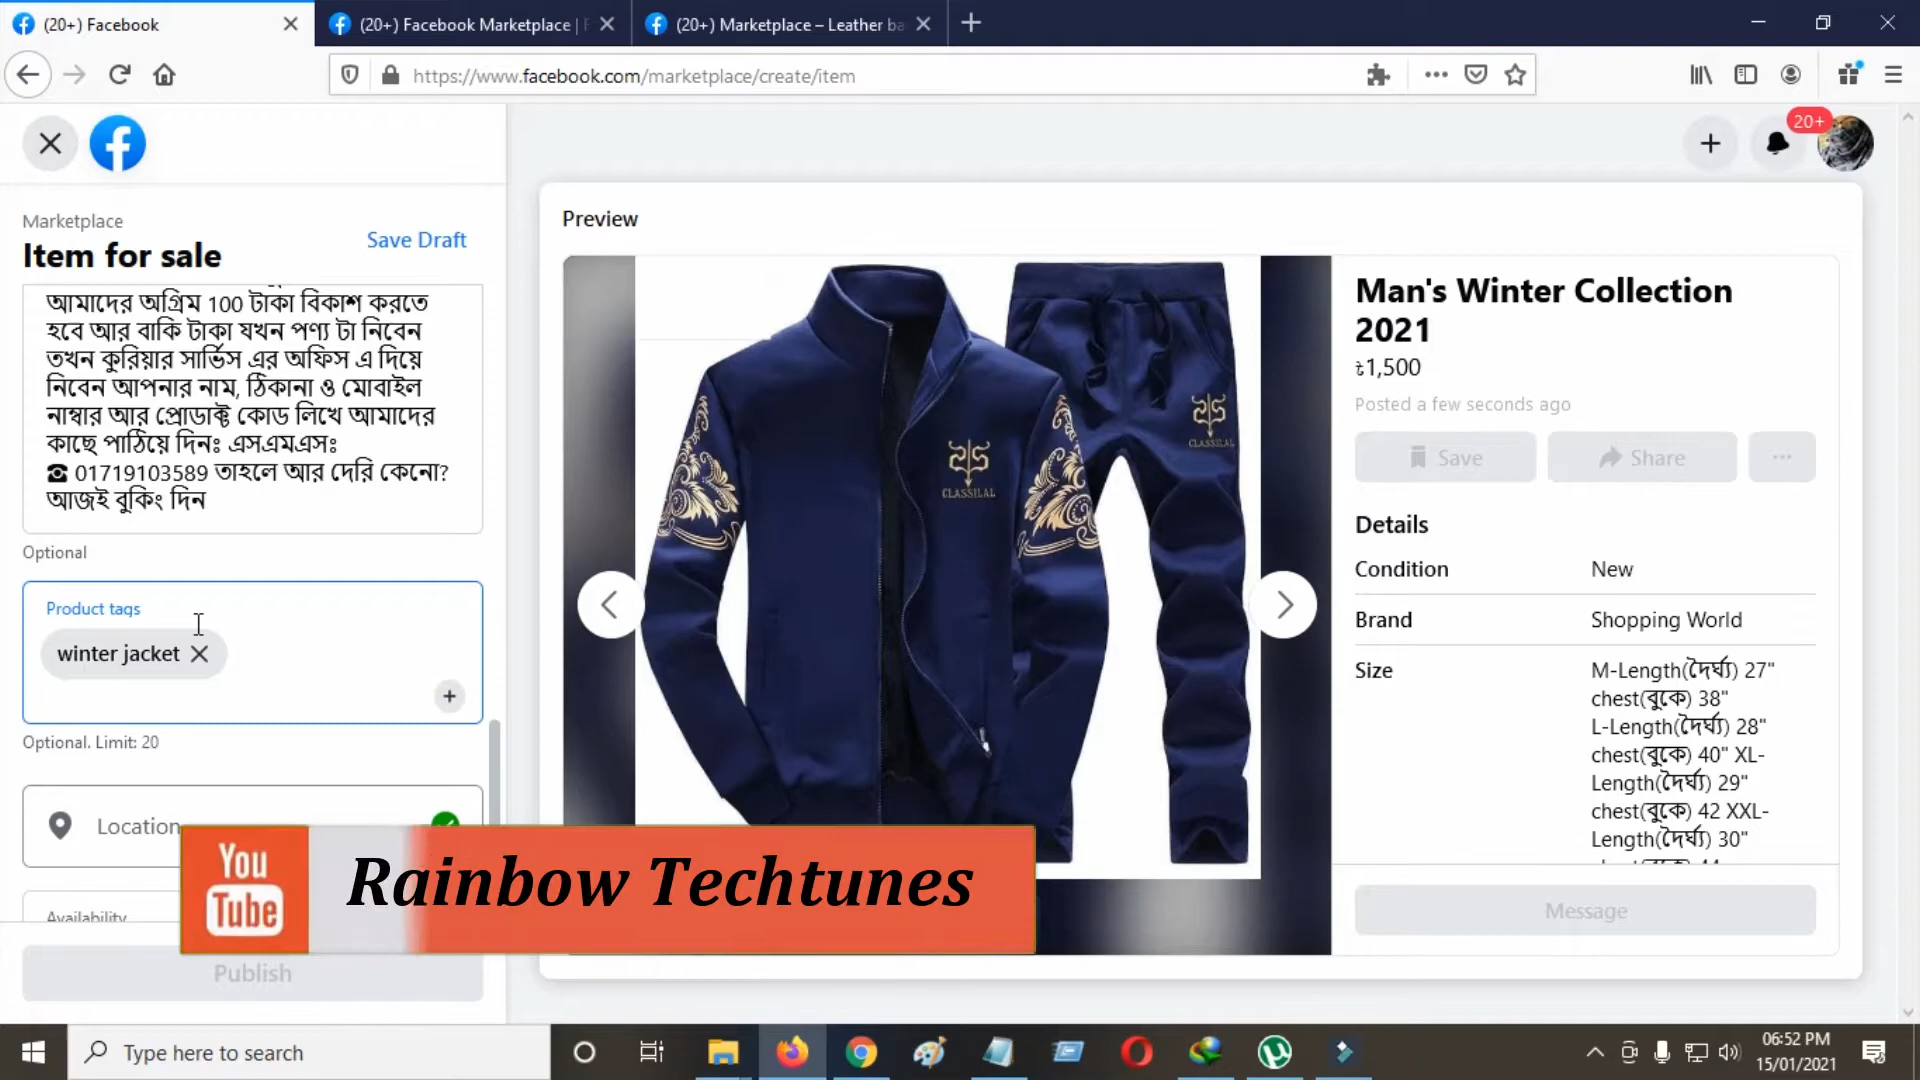 (20+) Facebook
(20+) Facebook Marketplace |
(20+) Marketplace – Leather ba
https://www.facebook.com/marketplace/create/item
20+
Marketplace
Item for sale
Save Draft
আমাদের অগ্রিম 100 টাকা বিকাশ করতে
হবে আর বাকি টাকা যখন পণ্য টা নিবেন
তখন কুরিয়ার সার্ভিস এর অফিস এ দিয়ে
নিবেন আপনার নাম, ঠিকানা ও মোবাইল
নাম্বার আর প্রোডাক্ট কোড লিখে আমাদের
কাছে পাঠিয়ে দিনঃ এসএমএসঃ
☎ 01719103589 তাহলে আর দেরি কেনো?
আজই বুকিং দিন
Optional
Product tags
winter jacket
Optional. Limit: 20
Location
Availability
Publish
Preview
CLASSILAL
CLASSILAL
Man's Winter Collection
2021
৳1,500
Posted a few seconds ago
Save
Share
Details
Condition New
Brand Shopping World
Size M-Length(দৈর্ঘ্য) 27"
chest(বুকে) 38"
L-Length(দৈর্ঘ্য) 28"
chest(বুকে) 40" XL-
Length(দৈর্ঘ্য) 29"
chest(বুকে) 42 XXL-
Length(দৈর্ঘ্য) 30"
Message
You
Tube
Rainbow Techtunes
Type here to search
06:52 PM
15/01/2021